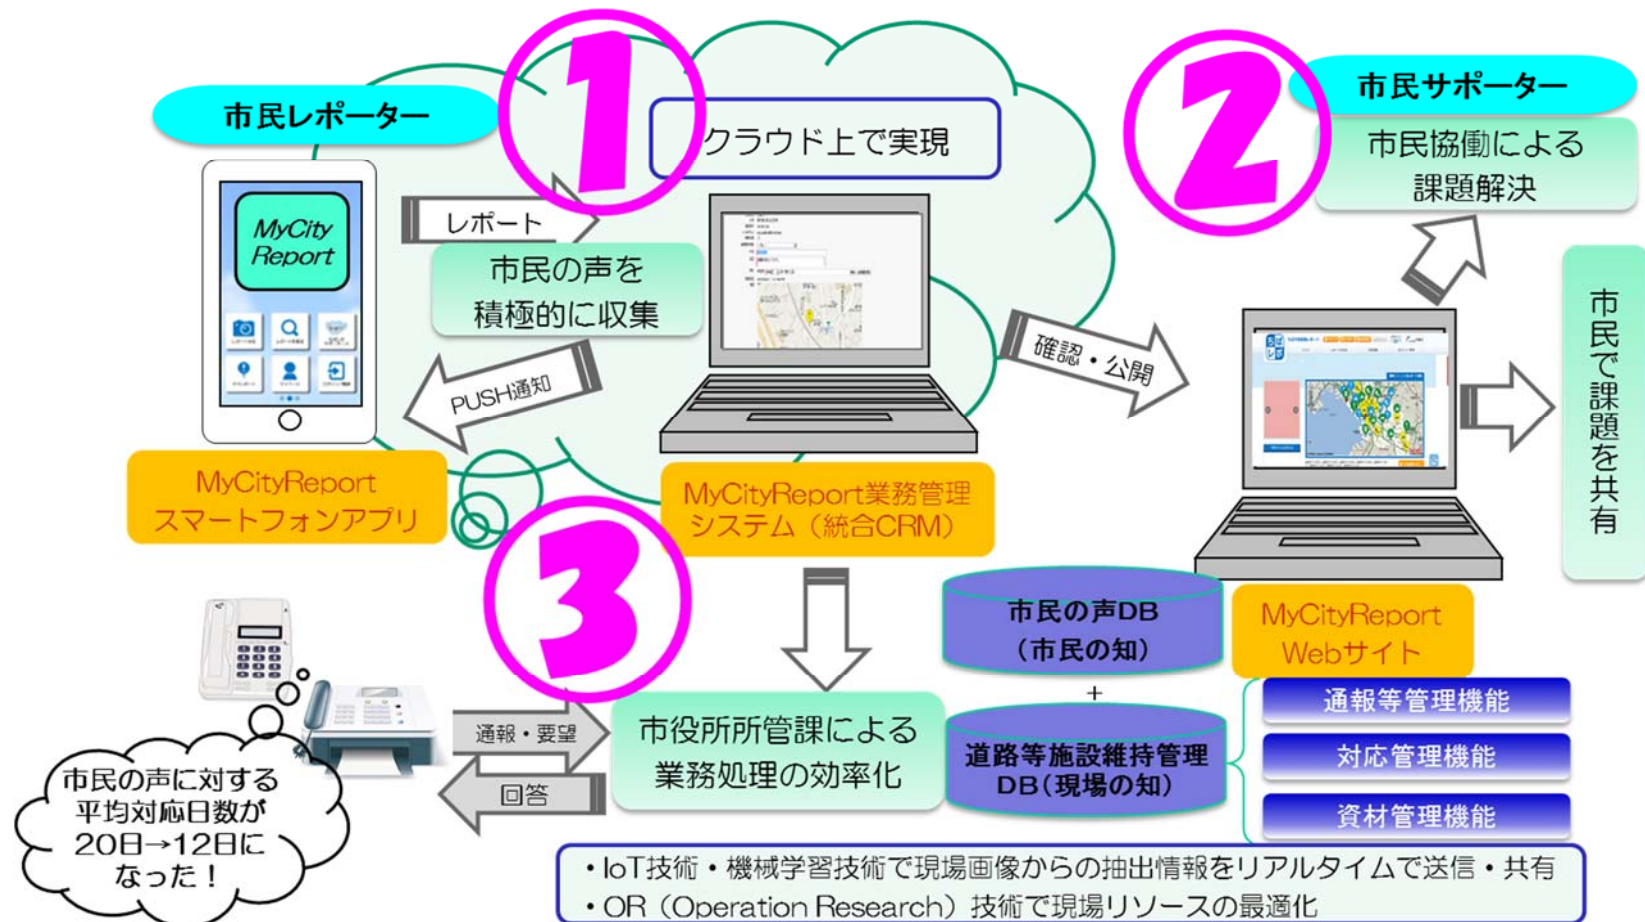 1
2
市民レポーター
クラウド上で実現
市民サポーター
市民協働による
課題解決
MyCity
Report
レポート
市民の声を
積極的に収集
PUSH通知
確認・公開
ちば
レポ
市民で課題を共有
MyCityReport
スマートフォンアプリ
MyCityReport業務管理
システム（統合CRM）
3
市民の声DB
（市民の知）
MyCityReport
Webサイト
+
通報・要望
回答
市役所所管課による
業務処理の効率化
道路等施設維持管理
DB（現場の知）
通報等管理機能
対応管理機能
資材管理機能
市民の声に対する
平均対応日数が
20日→12日に
なった！
・IoT技術・機械学習技術で現場画像からの抽出情報をリアルタイムで送信・共有
・OR（Operation Research）技術で現場リソースの最適化